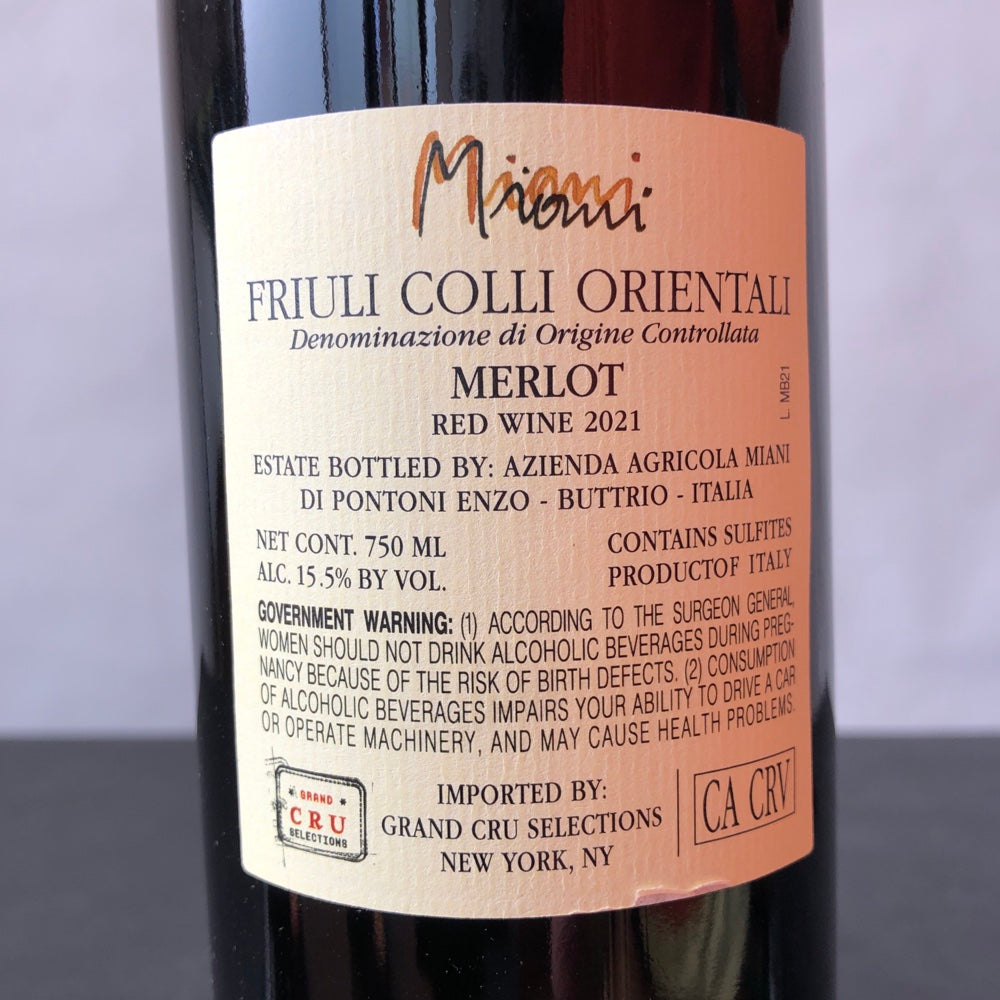 Miani
FRIULI COLLI ORIENTALI
Denominazione di Origine Controllata
MERLOT
RED WINE 2021
L. MB21
ESTATE BOTTLED BY: AZIENDA AGRICOLA MIANI
DI PONTONI ENZO - BUTTRIO - ITALIA
NET CONT. 750 ML
ALC. 15.5% BY VOL.
CONTAINS SULFITES
PRODUCTOF ITALY
GOVERNMENT WARNING: (1) ACCORDING TO THE SURGEON GENERAL,
WOMEN SHOULD NOT DRINK ALCOHOLIC BEVERAGES DURING PREG-
NANCY BECAUSE OF THE RISK OF BIRTH DEFECTS. (2) CONSUMPTION
OF ALCOHOLIC BEVERAGES IMPAIRS YOUR ABILITY TO DRIVE A CAR
OR OPERATE MACHINERY, AND MAY CAUSE HEALTH PROBLEMS.
* GRAND *
CRU
SELECTIONS
IMPORTED BY:
GRAND CRU SELECTIONS
NEW YORK, NY
CA CRV